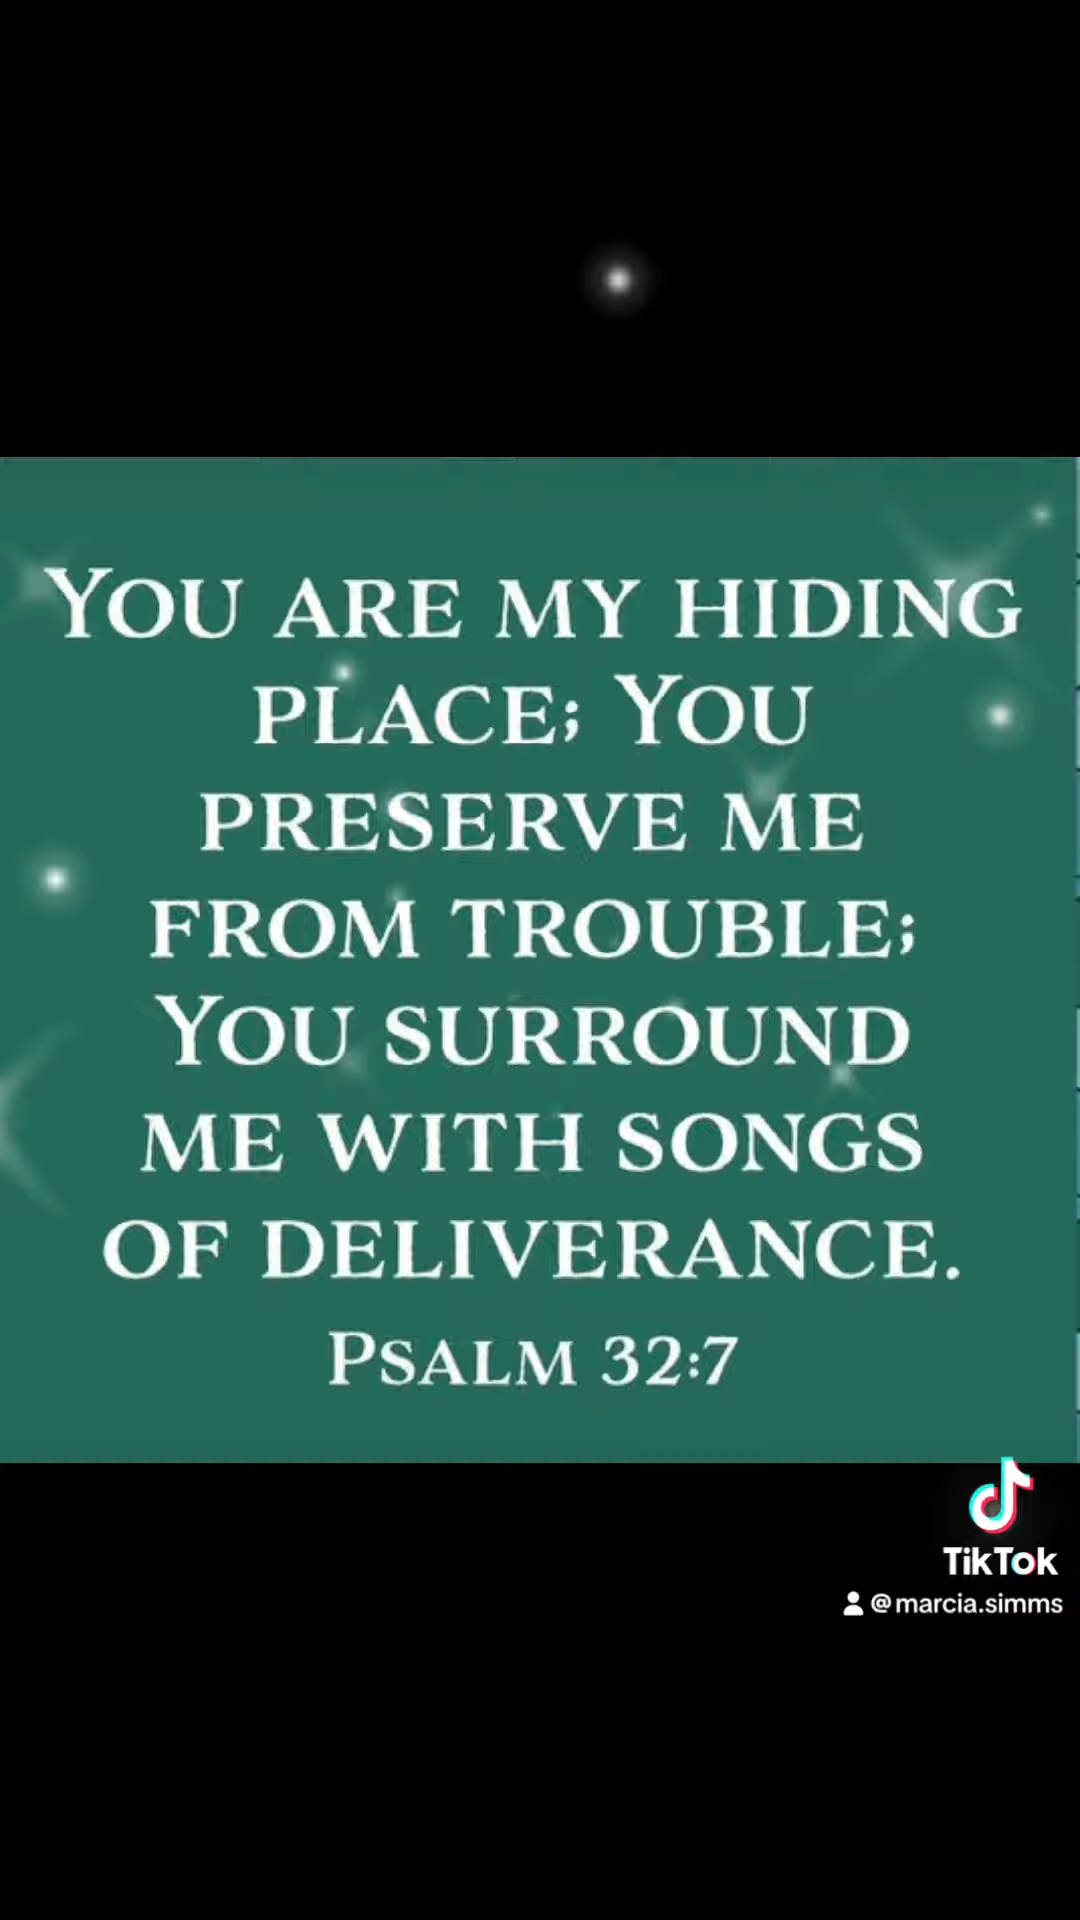 You are my hiding
place; You
preserve me
from trouble;
You surround
me with songs
of deliverance.
Psalm 32:7
TikTok
@marcia.simms